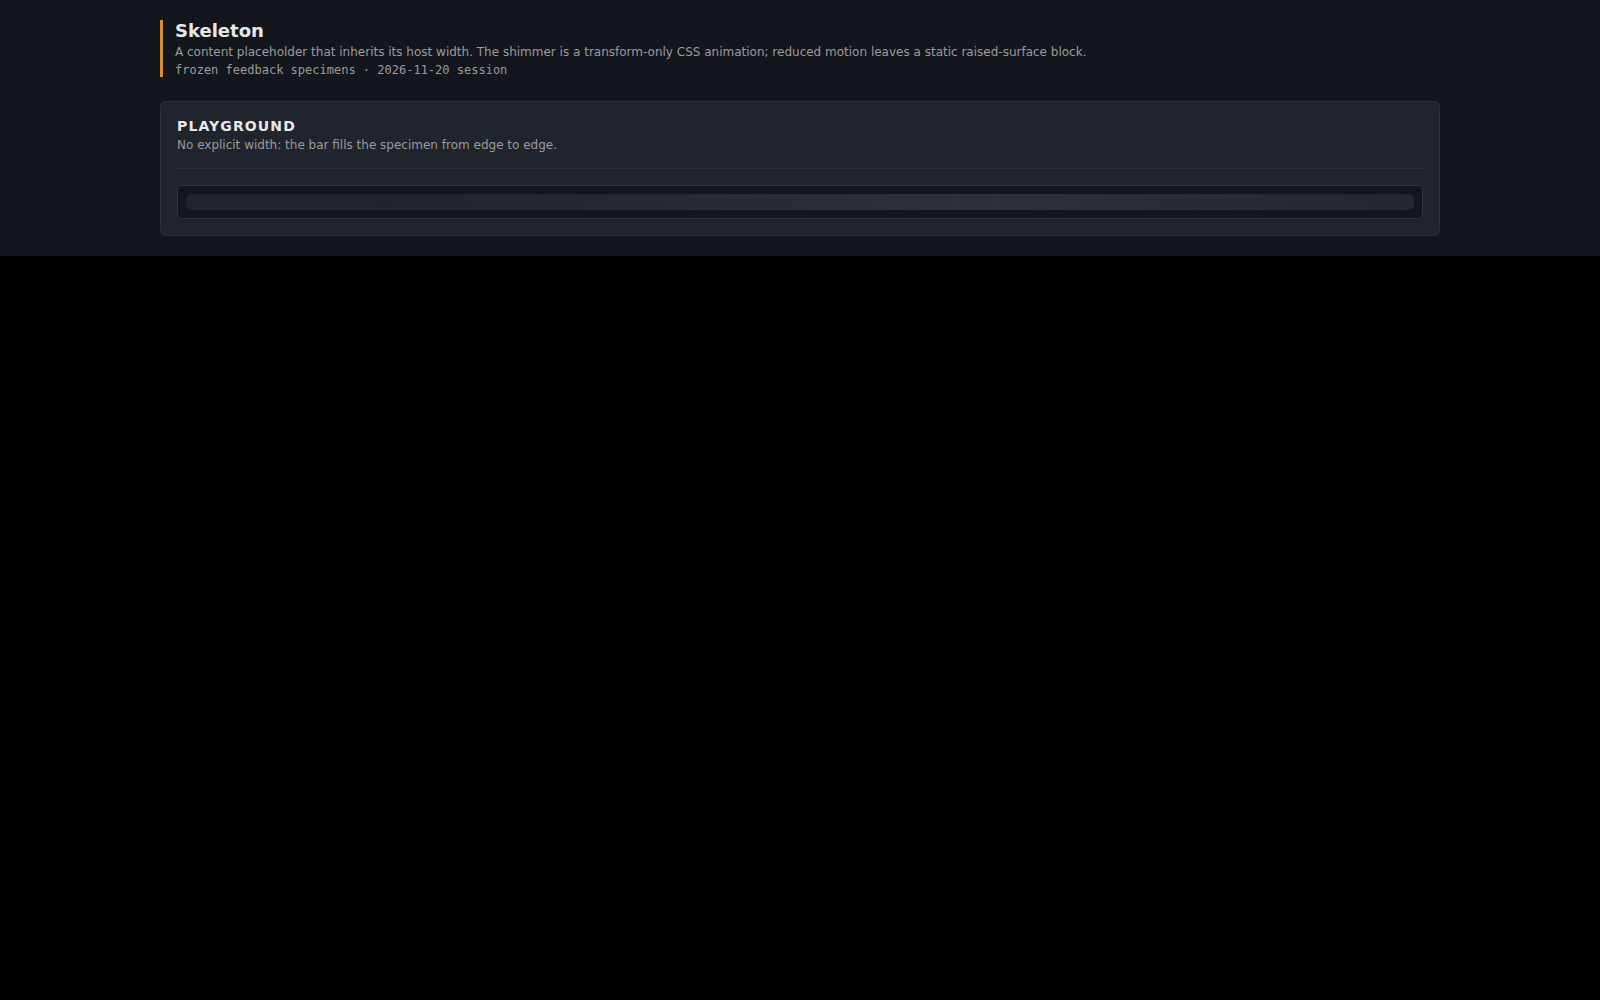 Skeleton
A content placeholder that inherits its host width. The shimmer is a transform-only CSS animation; reduced motion leaves a static raised-surface block.
frozen feedback specimens · 2026-11-20 session
PLAYGROUND
No explicit width: the bar fills the specimen from edge to edge.